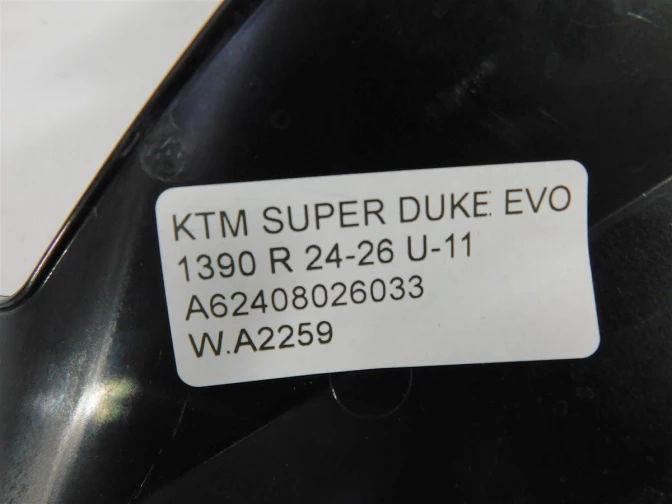 KTM SUPER DUKE EVO
1390 R 24-26 U-11
A62408026033
W.A2259